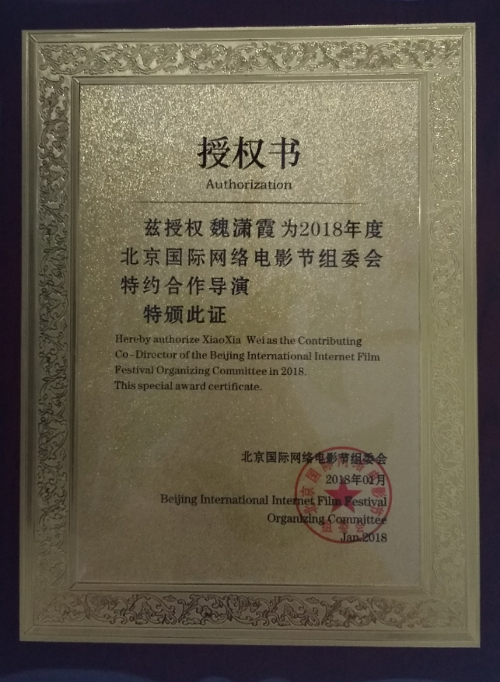 授权书
Authorization
兹授权 魏潇霞 为2018年度
北京国际网络电影节组委会
特约合作导演
特颁此证
Hereby authorize XiaoXia Wei as the Contributing
Co-Director of the Beijing International Internet Film
Festival Organizing Committee in 2018.
This special award certificate.
北京国际网络电影节组委会
2018年01月
Beijing International Internet Film Festival
Organizing Committee
Jan.2018